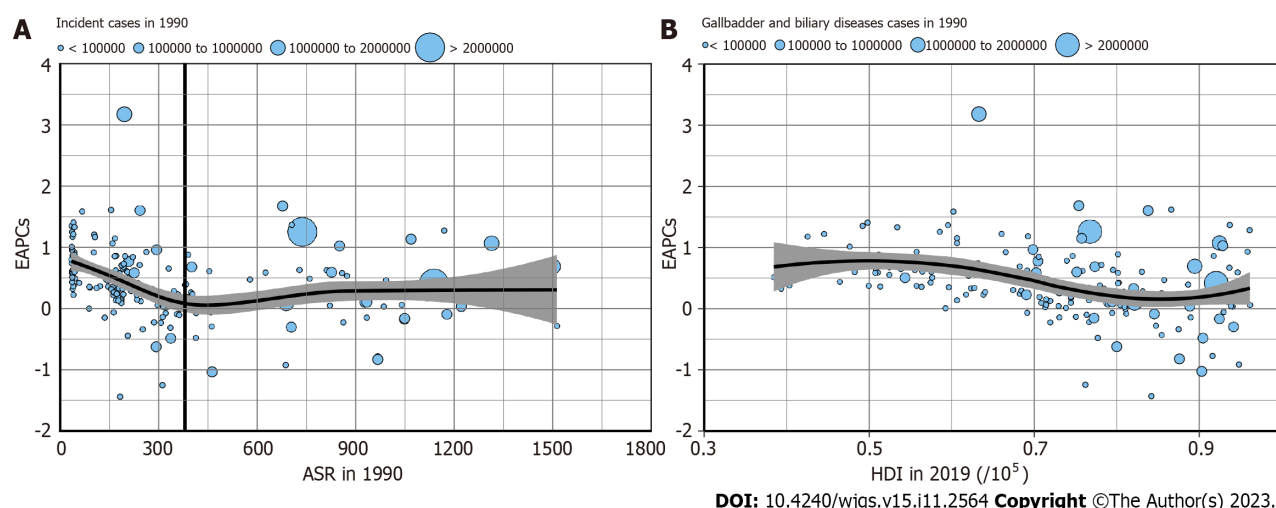 A
Incident cases in 1990
< 100000 100000 to 1000000 1000000 to 2000000 > 2000000
4
3
2
1
0
-1
-2
EAPCs
0 300 600 900 1200 1500 1800
ASR in 1990
B
Gallbadder and biliary diseases cases in 1990
< 100000 100000 to 1000000 1000000 to 2000000 > 2000000
4
3
2
1
0
-1
-2
EAPCs
0.3 0.5 0.7 0.9
HDI in 2019 (/10⁵)
DOI: 10.4240/wjgs.v15.i11.2564 Copyright ©The Author(s) 2023.